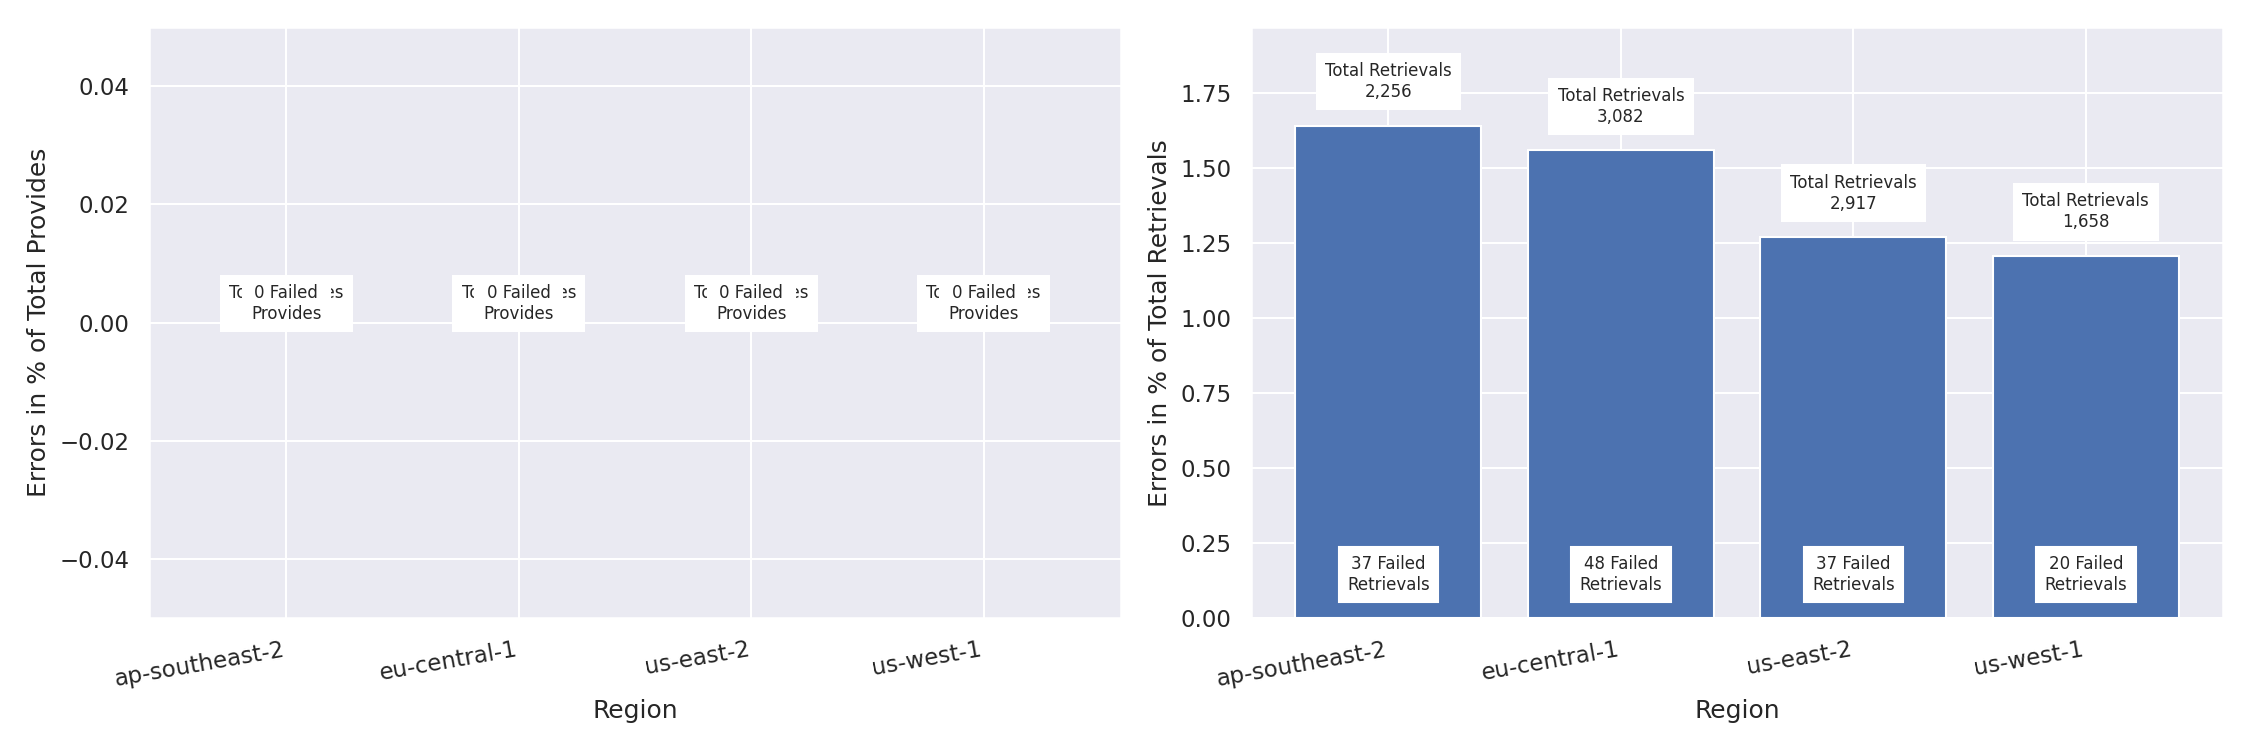 Errors in % of Total Provides
0.04
0.02
0.00
−0.02
−0.04
0 Failed
Provides
0 Failed
Provides
0 Failed
Provides
0 Failed
Provides
ap-southeast-2
eu-central-1
us-east-2
us-west-1
Region
Errors in % of Total Retrievals
1.75
1.50
1.25
1.00
0.75
0.50
0.25
0.00
Total Retrievals
2,256
Total Retrievals
3,082
Total Retrievals
2,917
Total Retrievals
1,658
37 Failed
Retrievals
48 Failed
Retrievals
37 Failed
Retrievals
20 Failed
Retrievals
ap-southeast-2
eu-central-1
us-east-2
us-west-1
Region